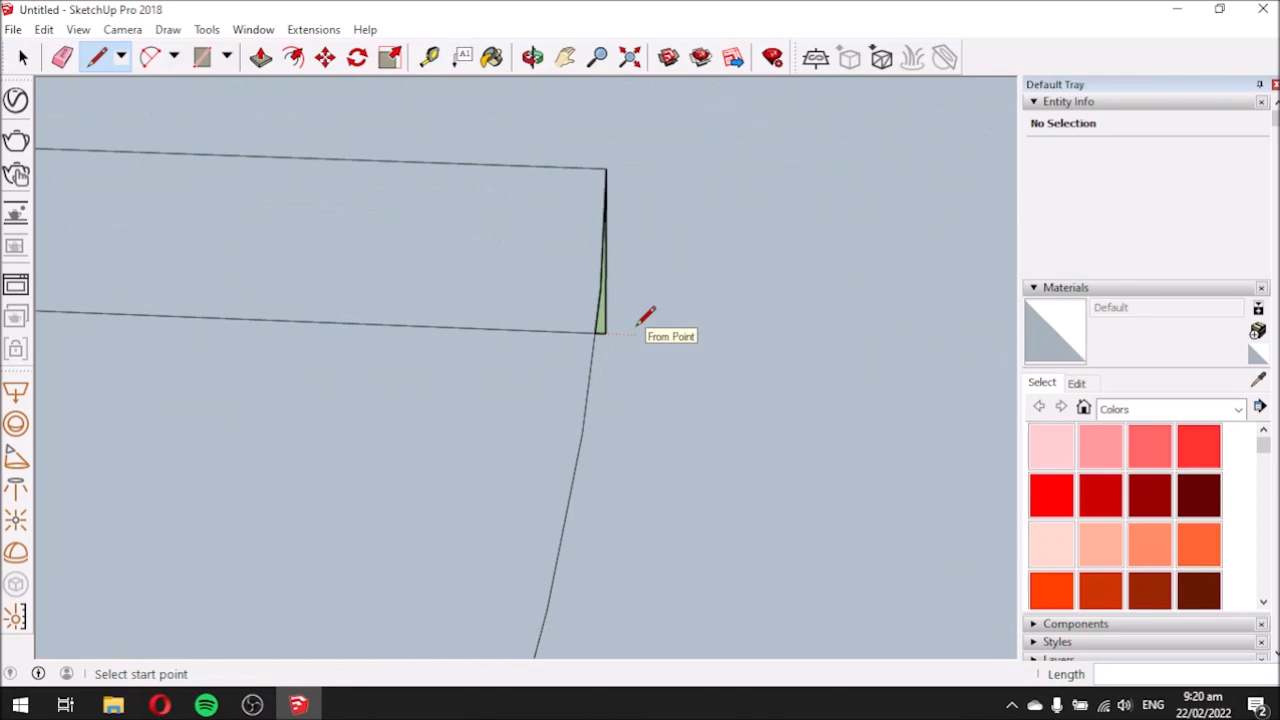 Untitled - SketchUp Pro 2018
File Edit View Camera Draw Tools Window Extensions Help
A1
Default Tray
Entity Info
No Selection
Materials
Default
Select Edit
Colors
From Point
Components
Styles
Select start point
Length
ENG
9:20 am
22/02/2022
2